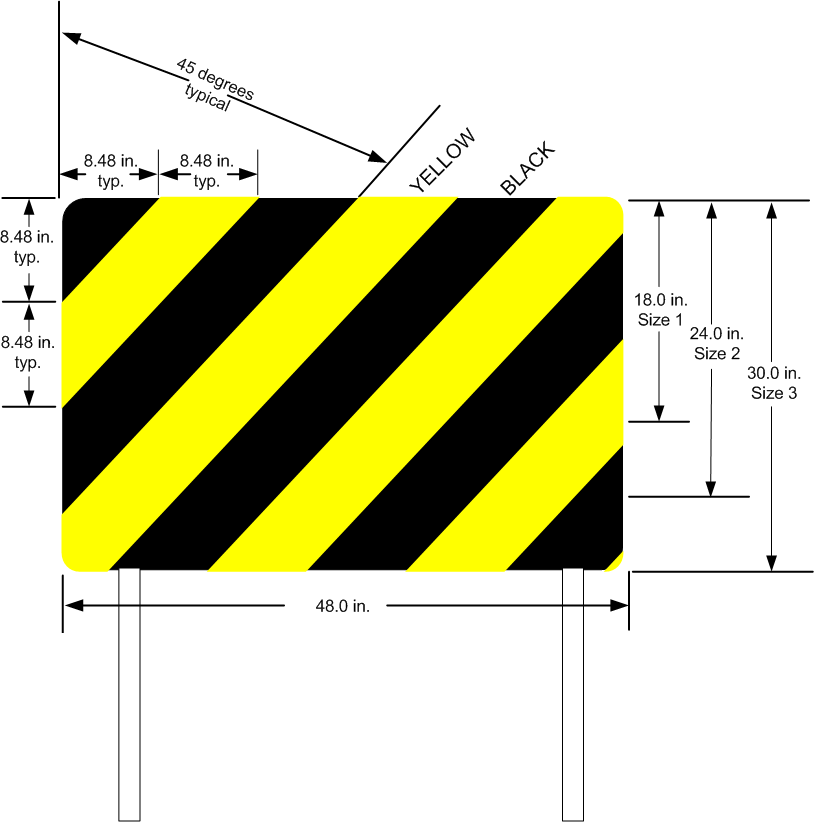 45 degrees
typical
YELLOW
BLACK
8.48 in.
typ.
8.48 in.
typ.
8.48 in.
typ.
8.48 in.
typ.
18.0 in.
Size 1
24.0 in.
Size 2
30.0 in.
Size 3
48.0 in.